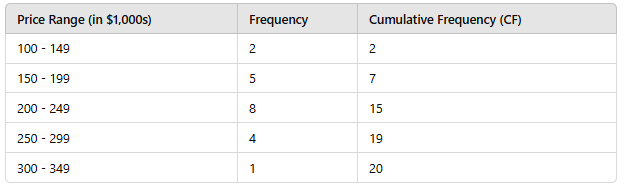 Price Range (in $1,000s) Frequency Cumulative Frequency (CF)
100 - 149 2 2
150 - 199 5 7
200 - 249 8 15
250 - 299 4 19
300 - 349 1 20